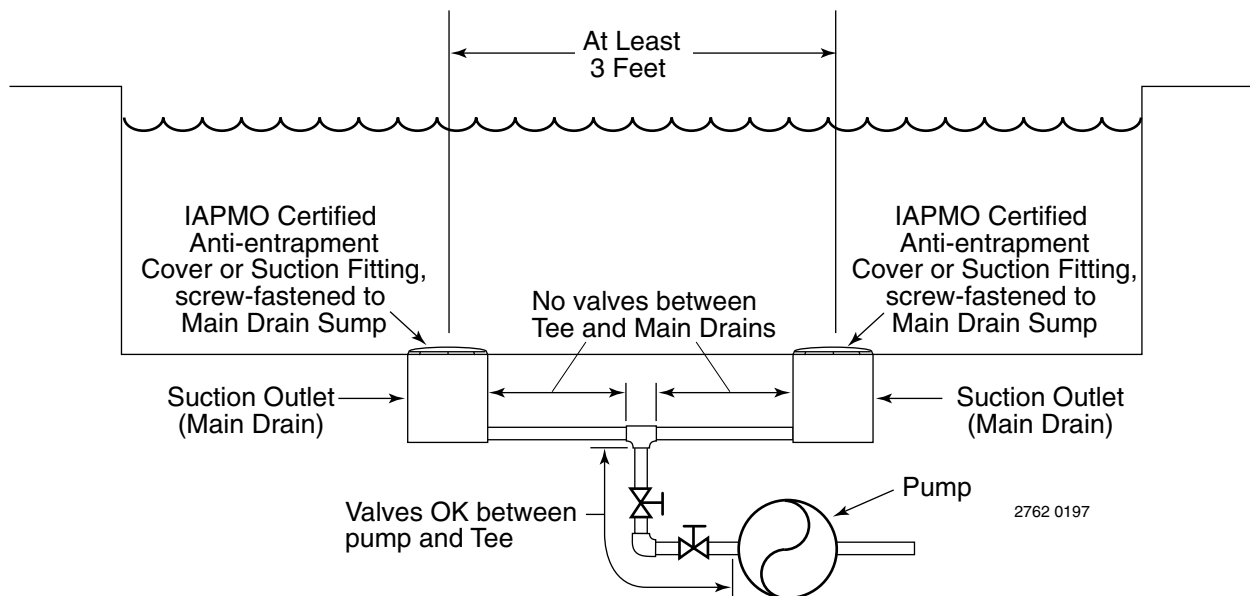 At Least
3 Feet
IAPMO Certified
Anti-entrapment
Cover or Suction Fitting,
screw-fastened to
Main Drain Sump
IAPMO Certified
Anti-entrapment
Cover or Suction Fitting,
screw-fastened to
Main Drain Sump
No valves between
Tee and Main Drains
Suction Outlet
(Main Drain)
Suction Outlet
(Main Drain)
Valves OK between
pump and Tee
Pump
2762 0197